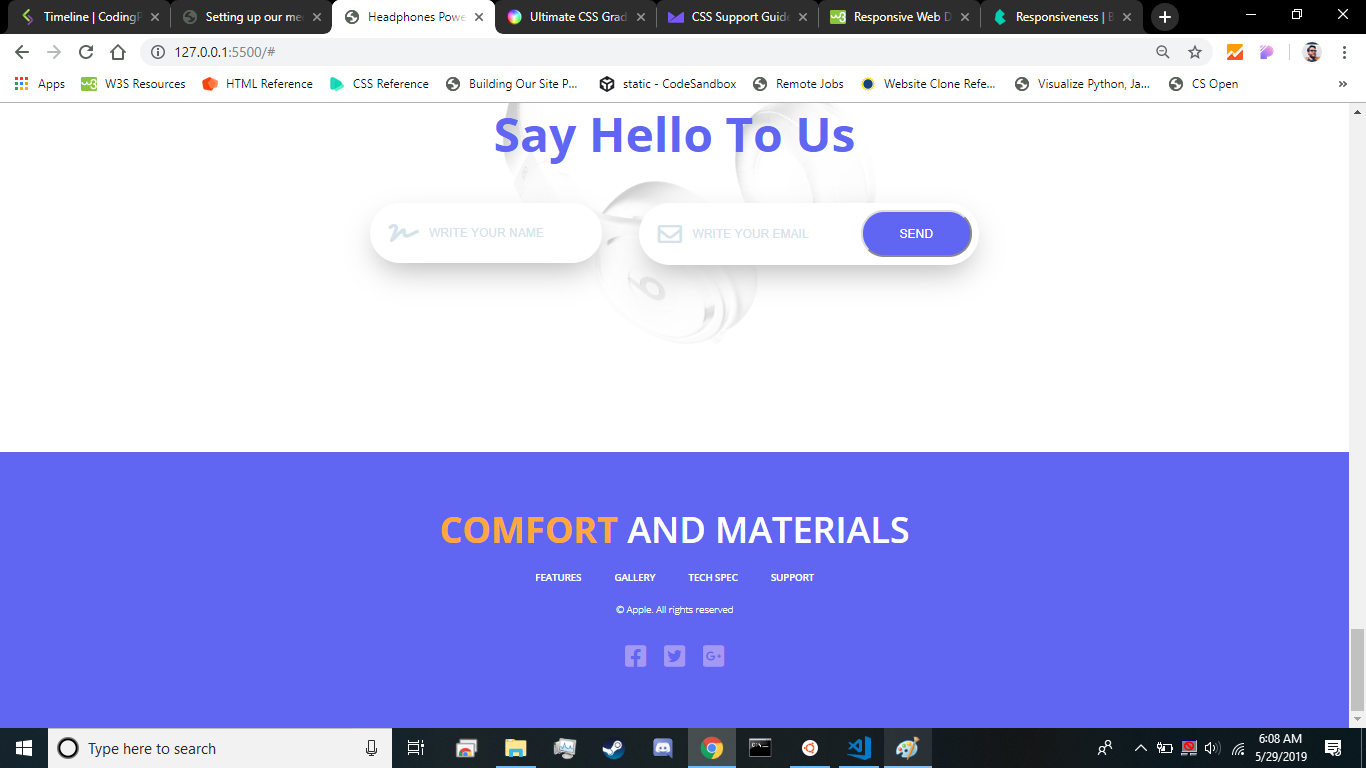 Timeline | CodingP
Setting up our me
Headphones Powe
Ultimate CSS Grad
CSS Support Guide
Responsive Web D
Responsiveness | B
127.0.0.1:5500/#
Apps
W3S Resources
HTML Reference
CSS Reference
Building Our Site P...
static - CodeSandbox
Remote Jobs
Website Clone Refe...
Visualize Python, Ja...
CS Open
»
Say Hello To Us
WRITE YOUR NAME
WRITE YOUR EMAIL
SEND
COMFORT AND MATERIALS
FEATURES GALLERY TECH SPEC SUPPORT
© Apple. All rights reserved
Type here to search
6:08 AM
5/29/2019